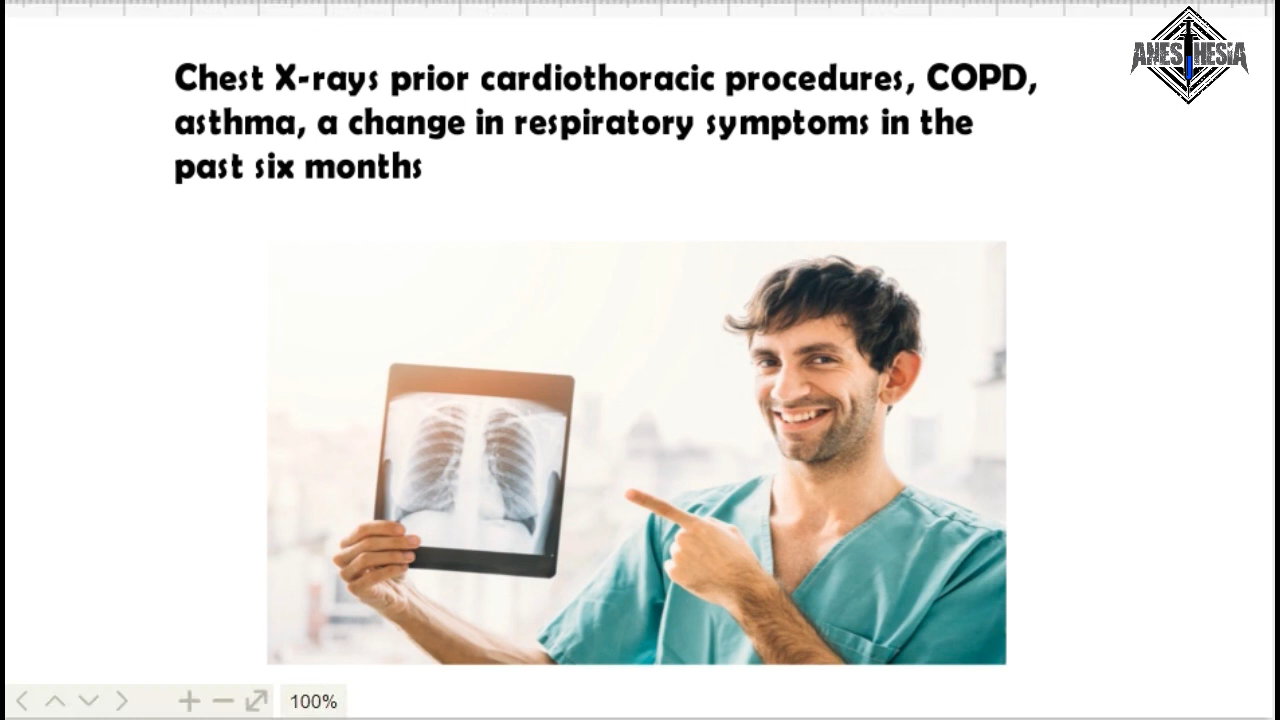 ANESTHESIA
Chest X-rays prior cardiothoracic procedures, COPD,
asthma, a change in respiratory symptoms in the
past six months
100%